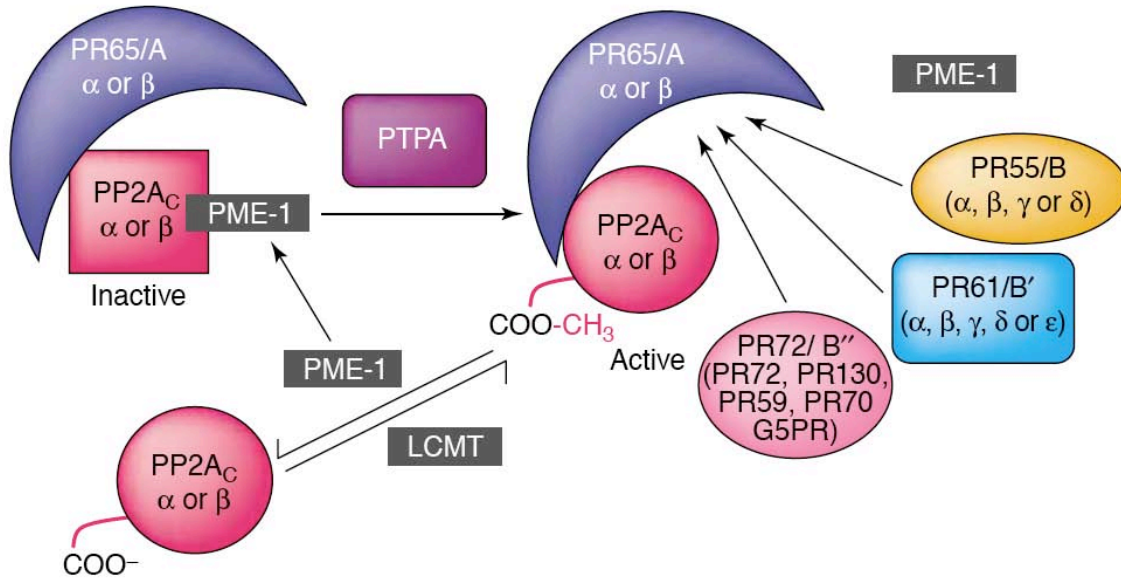 PR65/A
α or β
PTPA
PP2AC
α or β
PME-1
Inactive
PR65/A
α or β
PME-1
PR55/B
(α, β, γ or δ)
PP2AC
α or β
PR61/B′
(α, β, γ, δ or ε)
COO-CH3
Active
PR72/ B″
(PR72, PR130,
PR59, PR70
G5PR)
PME-1
LCMT
PP2AC
α or β
COO−